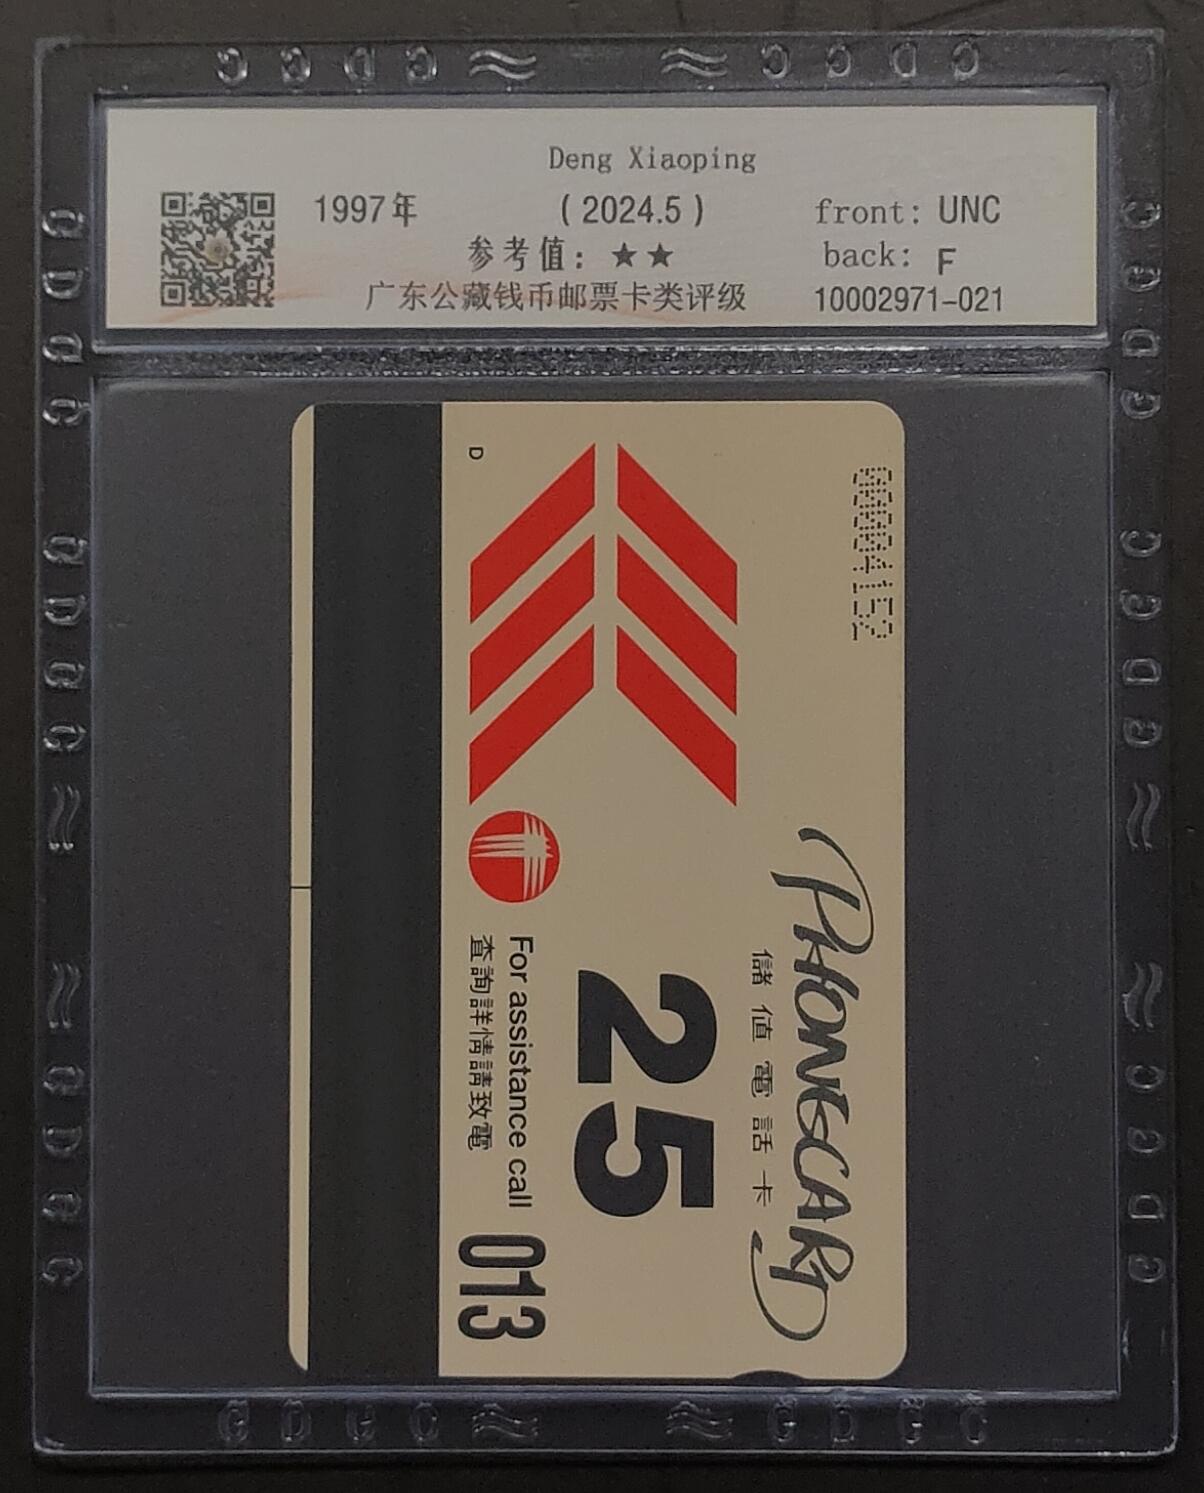 Deng Xiaoping
1997年
(2024.5)
front: UNC
参考值: ★★
back: F
广东公藏钱币邮票卡类评级
10002971-021
D
000004152
PHONECARD
儲值電話卡
25
For assistance call
查詢詳情請致電
013